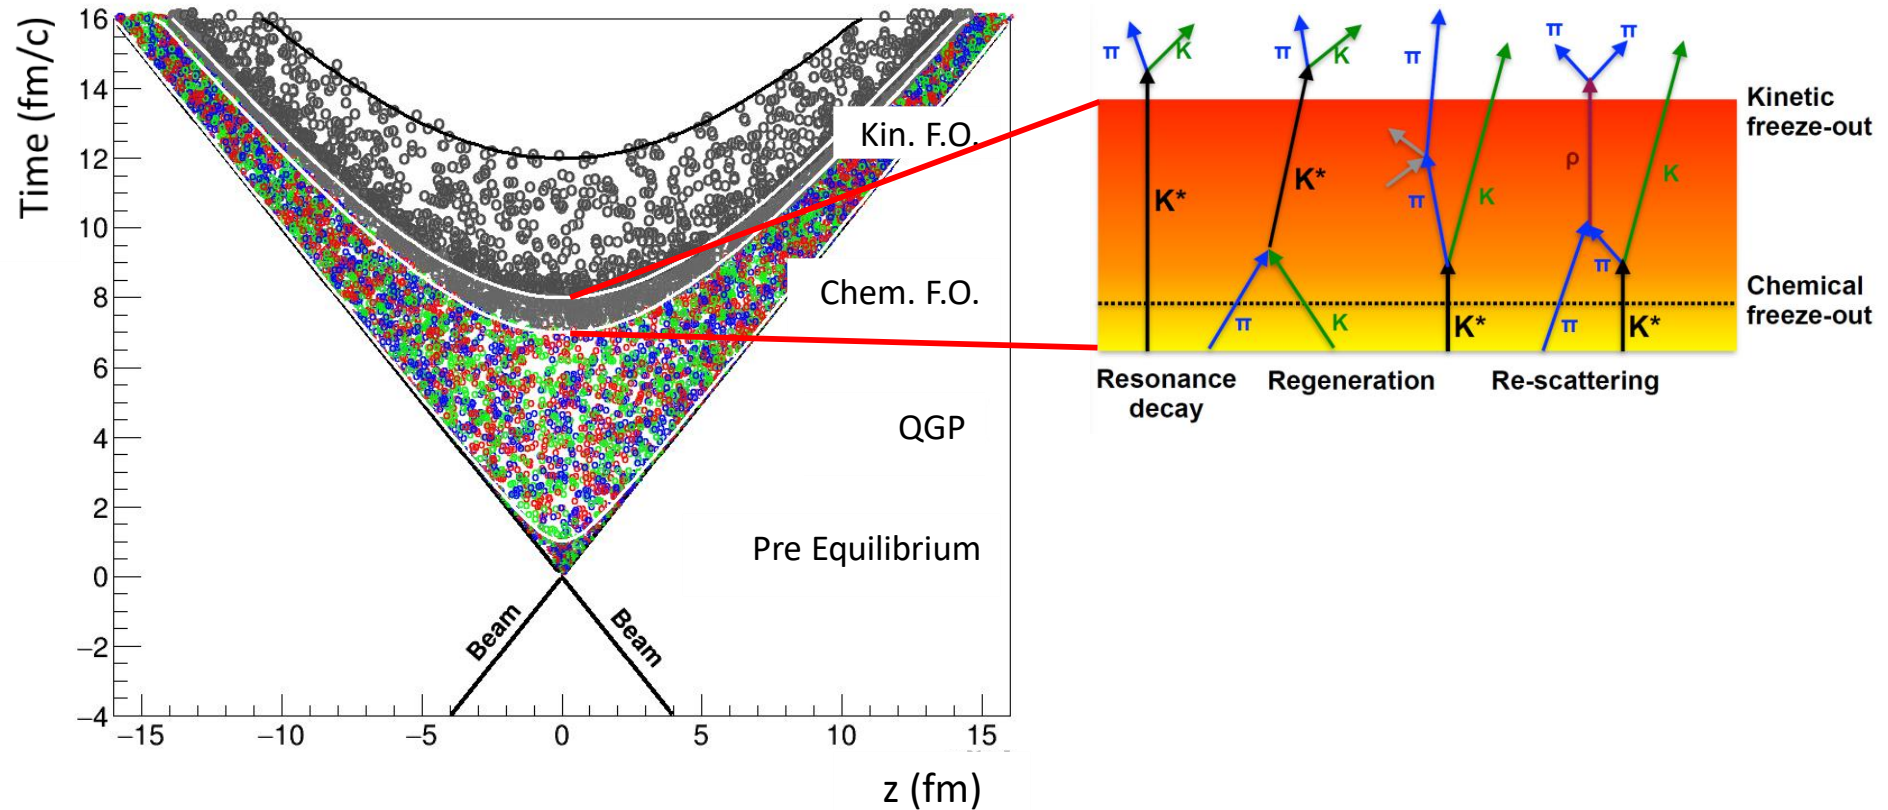 Time (fm/c)
16
14
12
10
8
6
4
2
0
−2
−4
−15
−10
−5
0
5
10
15
z (fm)
Beam
Beam
Kin. F.O.
Chem. F.O.
QGP
Pre Equilibrium
π
K
K*
π
K
K*
π
K
π
π
K
K*
π
π
ρ
K
π
π
K*
Kinetic
freeze-out
Chemical
freeze-out
Resonance
decay
Regeneration
Re-scattering